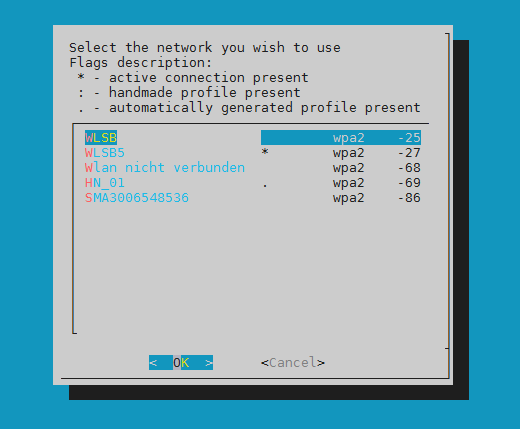 Select the network you wish to use
Flags description:
* - active connection present
: - handmade profile present
. - automatically generated profile present
WLSB wpa2 -25
WLSB5 * wpa2 -27
Wlan nicht verbunden wpa2 -68
HN_01 . wpa2 -69
SMA3006548536 wpa2 -86
< OK > <Cancel>